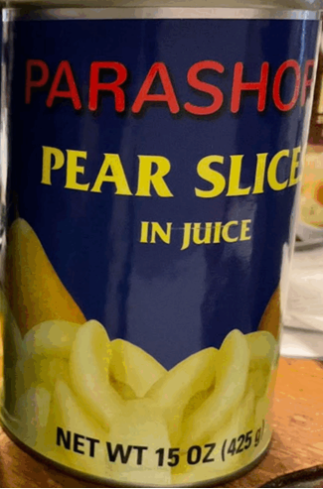 PARASHO
PEAR SLICE
IN JUICE
NET WT 15 OZ (425 g)